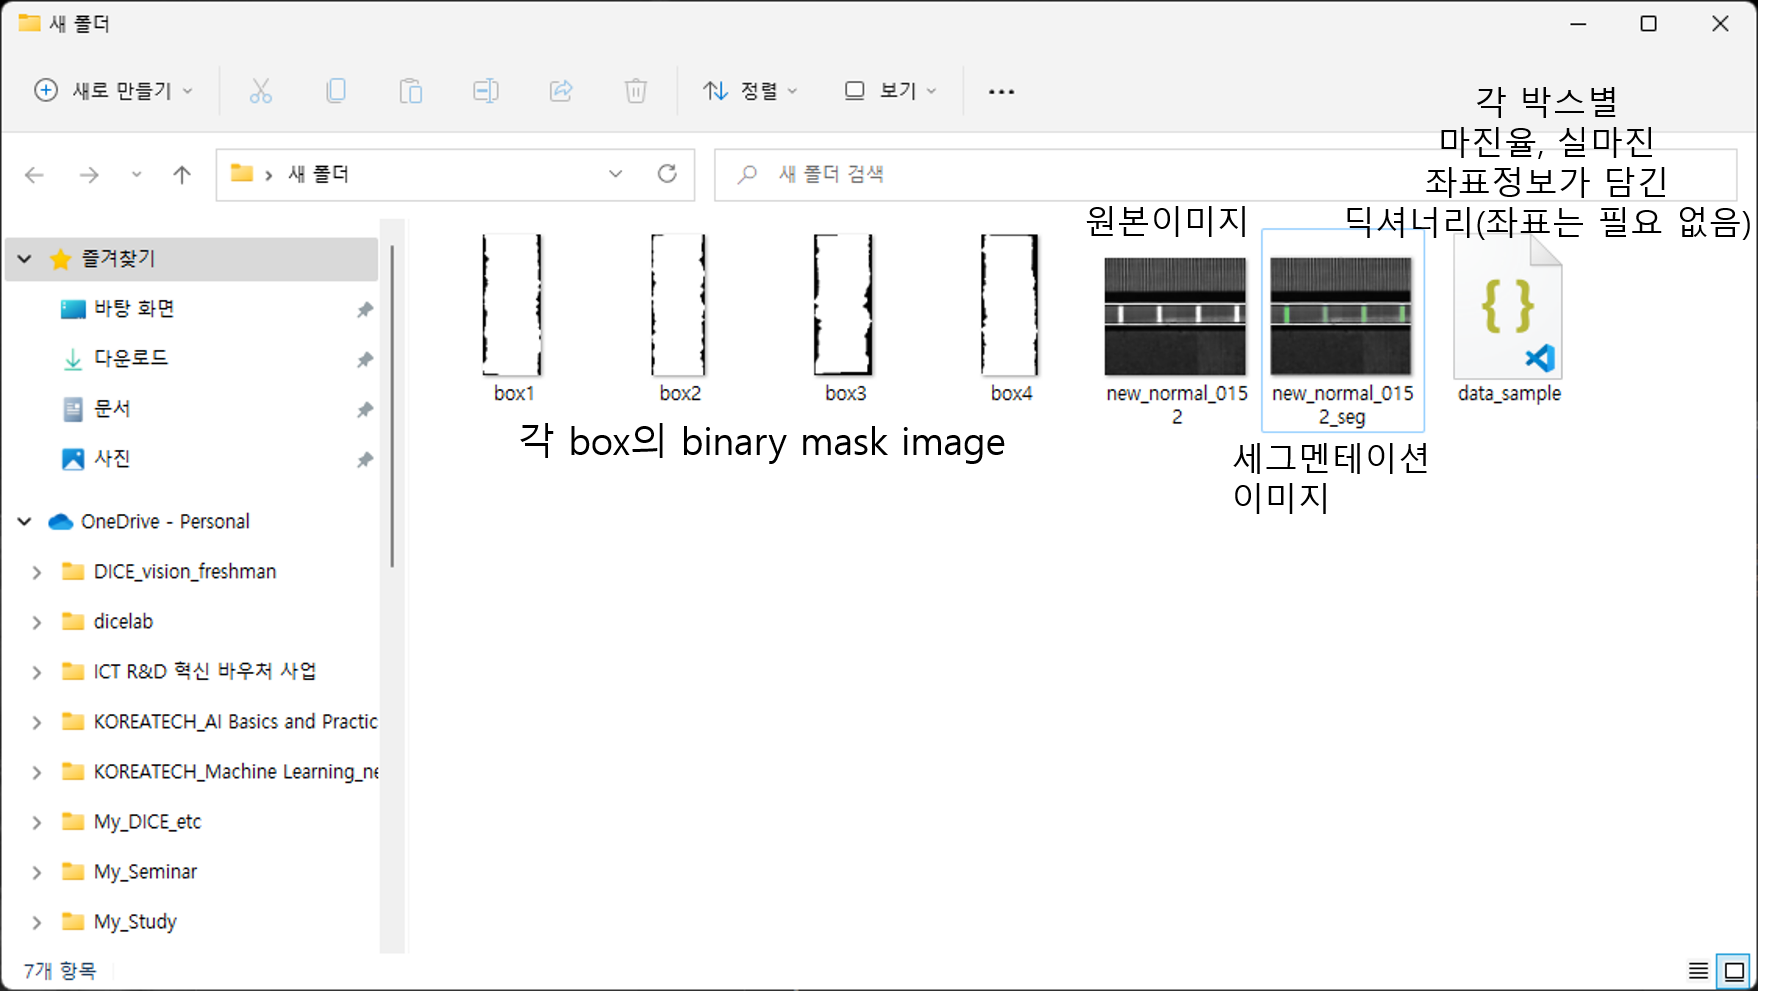 새 폴더
새로 만들기
정렬
보기
각 박스별
마진율, 실마진
좌표정보가 담긴
딕셔너리(좌표는 필요 없음)
새 폴더
새 폴더 검색
원본이미지
즐겨찾기
바탕 화면
다운로드
문서
사진
OneDrive - Personal
DICE_vision_freshman
dicelab
ICT R&D 혁신 바우처 사업
KOREATECH_AI Basics and Practic
KOREATECH_Machine Learning_ne
My_DICE_etc
My_Seminar
My_Study
box1
box2
box3
box4
new_normal_015
2
new_normal_015
2_seg
data_sample
각 box의 binary mask image
세그멘테이션
이미지
7개 항목